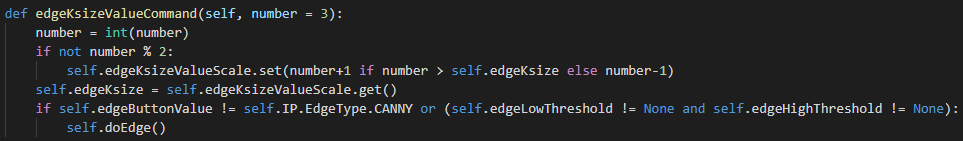 def edgeKsizeValueCommand(self, number = 3):
    number = int(number)
    if not number % 2:
        self.edgeKsizeValueScale.set(number+1 if number > self.edgeKsize else number-1)
    self.edgeKsize = self.edgeKsizeValueScale.get()
    if self.edgeButtonValue != self.IP.EdgeType.CANNY or (self.edgeLowThreshold != None and self.edgeHighThreshold != None):
        self.doEdge()